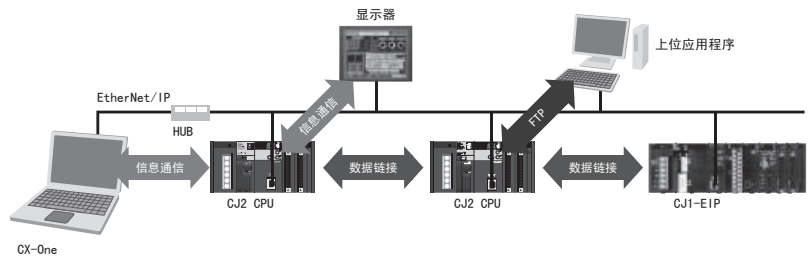 显示器
上位应用程序
EtherNet/IP
HUB
信息通信
FTP
信息通信
数据链接
数据链接
CJ2 CPU
CJ2 CPU
CJ1-EIP
CX-One